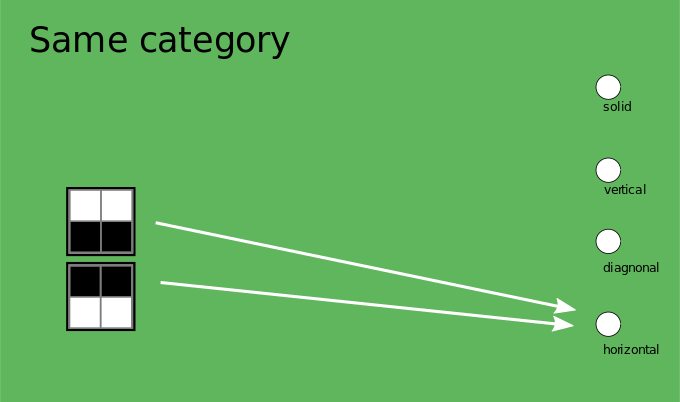 Same category
solid
vertical
diagnonal
horizontal